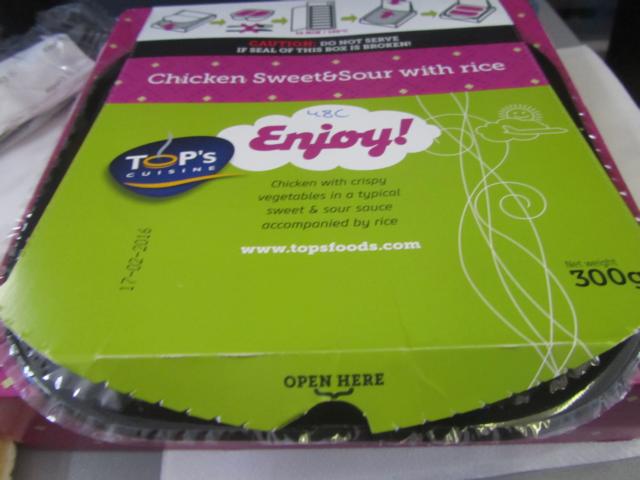 CAUTION: DO NOT SERVE
IF SEAL OF THIS BOX IS BROKEN!
Chicken Sweet&Sour with rice
48C
Enjoy!
TOP'S
CUISINE
Chicken with crispy
vegetables in a typical
sweet & sour sauce
accompanied by rice
www.topsfoods.com
17-02-2016
Net weight
300g
OPEN HERE